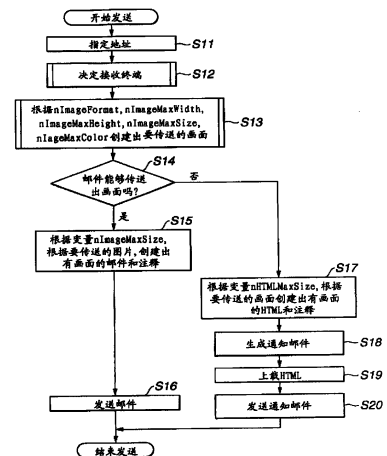 开始发送
指定地址
S11
决定接收终端
S12
根据nImageFormat,nImageMaxWidth,
nImageMaxHeight,nImageMaxSize,
nIageMaxColor创建出要传送的画面
S13
S14
邮件能够传送
出画面吗?
否
是
S15
根据变量nImageMaxSize,
根据要传送的图片,创建出
有画面的邮件和注释
S17
根据变量nHTMLMaxSize,根据
要传送的画面创建出有画面
的HTML和注释
生成通知邮件
S18
上载HTML
S19
S16
发送邮件
发送通知邮件
S20
结束发送